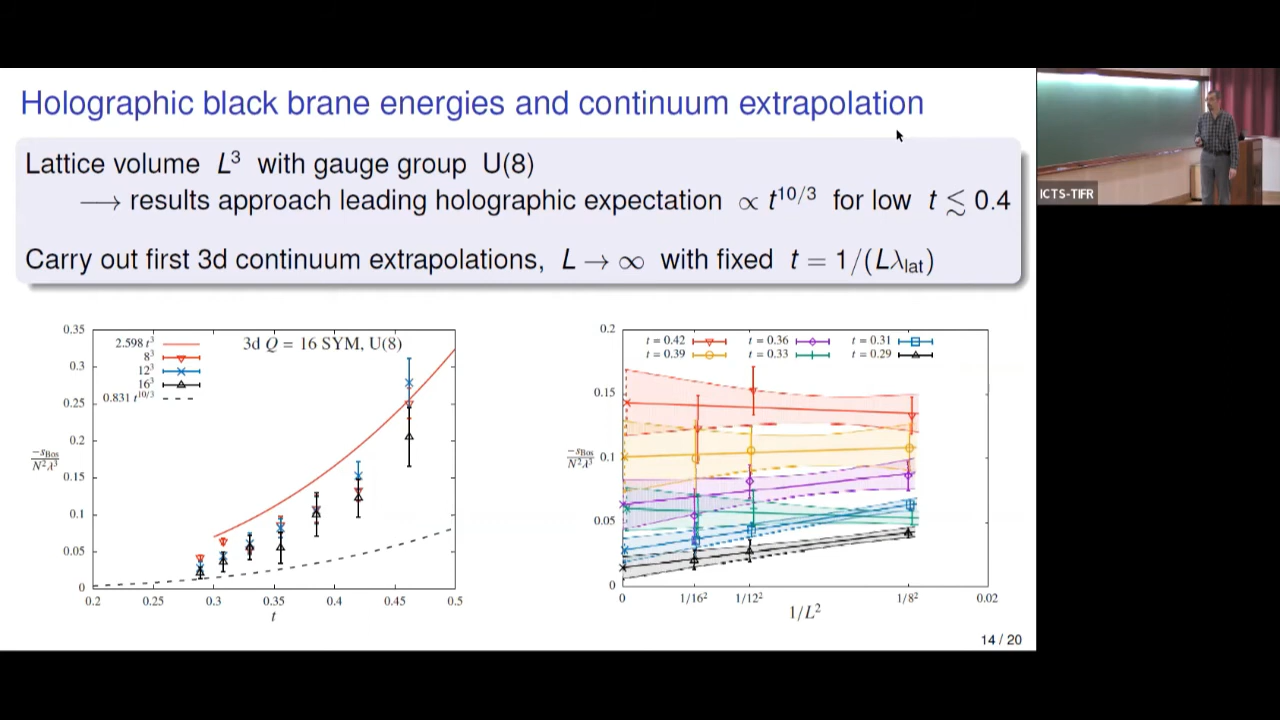 Holographic black brane energies and continuum extrapolation
Lattice volume L³ with gauge group U(8)
⟶ results approach leading holographic expectation ∝ t^{10/3} for low t ≲ 0.4
Carry out first 3d continuum extrapolations, L → ∞ with fixed t = 1/(Lλ_lat)
ICTS-TIFR
3d Q = 16 SYM, U(8)
2.598 t³
8³
12³
16³
0.831 t^{10/3}
0.35
0.3
0.25
0.2
0.15
0.1
0.05
0
−s_Bos / N²λ³
0.2 0.25 0.3 0.35 0.4 0.45 0.5
t
t = 0.42 t = 0.36 t = 0.31
t = 0.39 t = 0.33 t = 0.29
0.2
0.15
0.1
0.05
0
−s_Bos / N²λ³
0 1/16² 1/12² 1/8² 0.02
1/L²
14 / 20